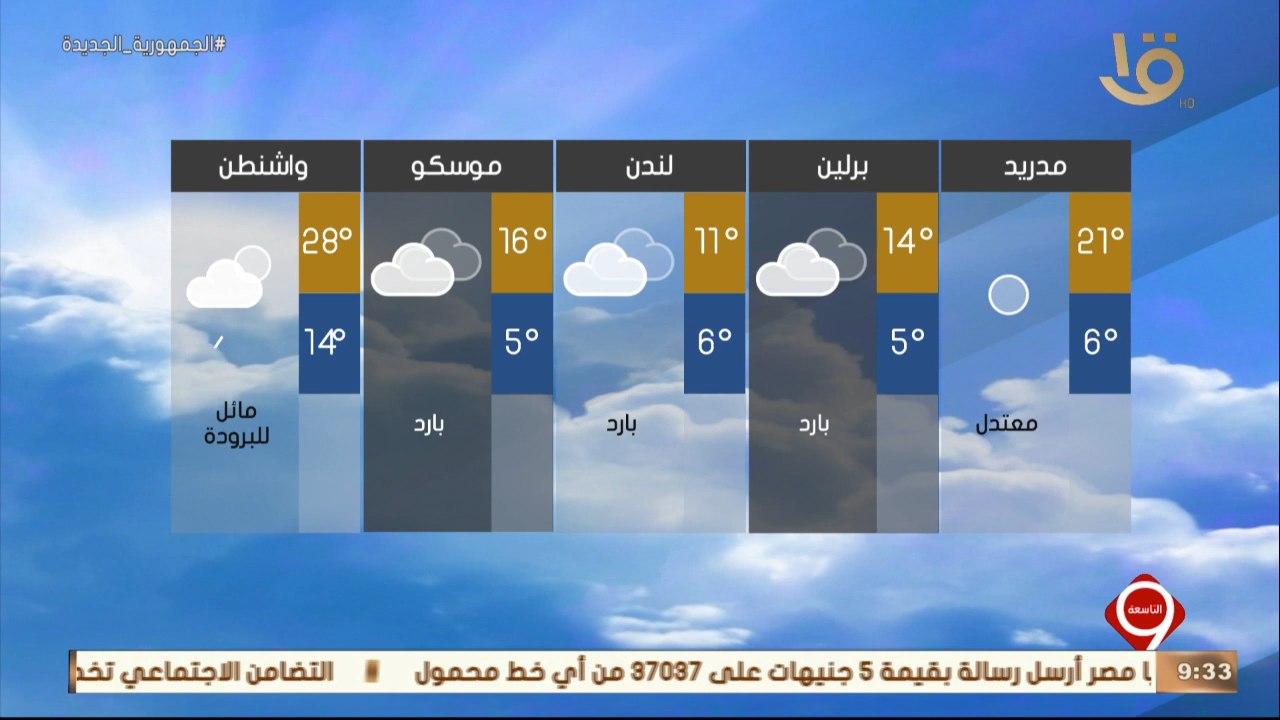 #الجمهورية_الجديدة
HD
مدريد
21°
6°
معتدل
برلين
14°
5°
بارد
لندن
11°
6°
بارد
موسكو
16°
5°
بارد
واشنطن
28°
14°
مائل
للبرودة
9
التاسعة
9:33
مصر أرسل رسالة بقيمة 5 جنيهات على 37037 من أي خط محمول
التضامن الاجتماعي